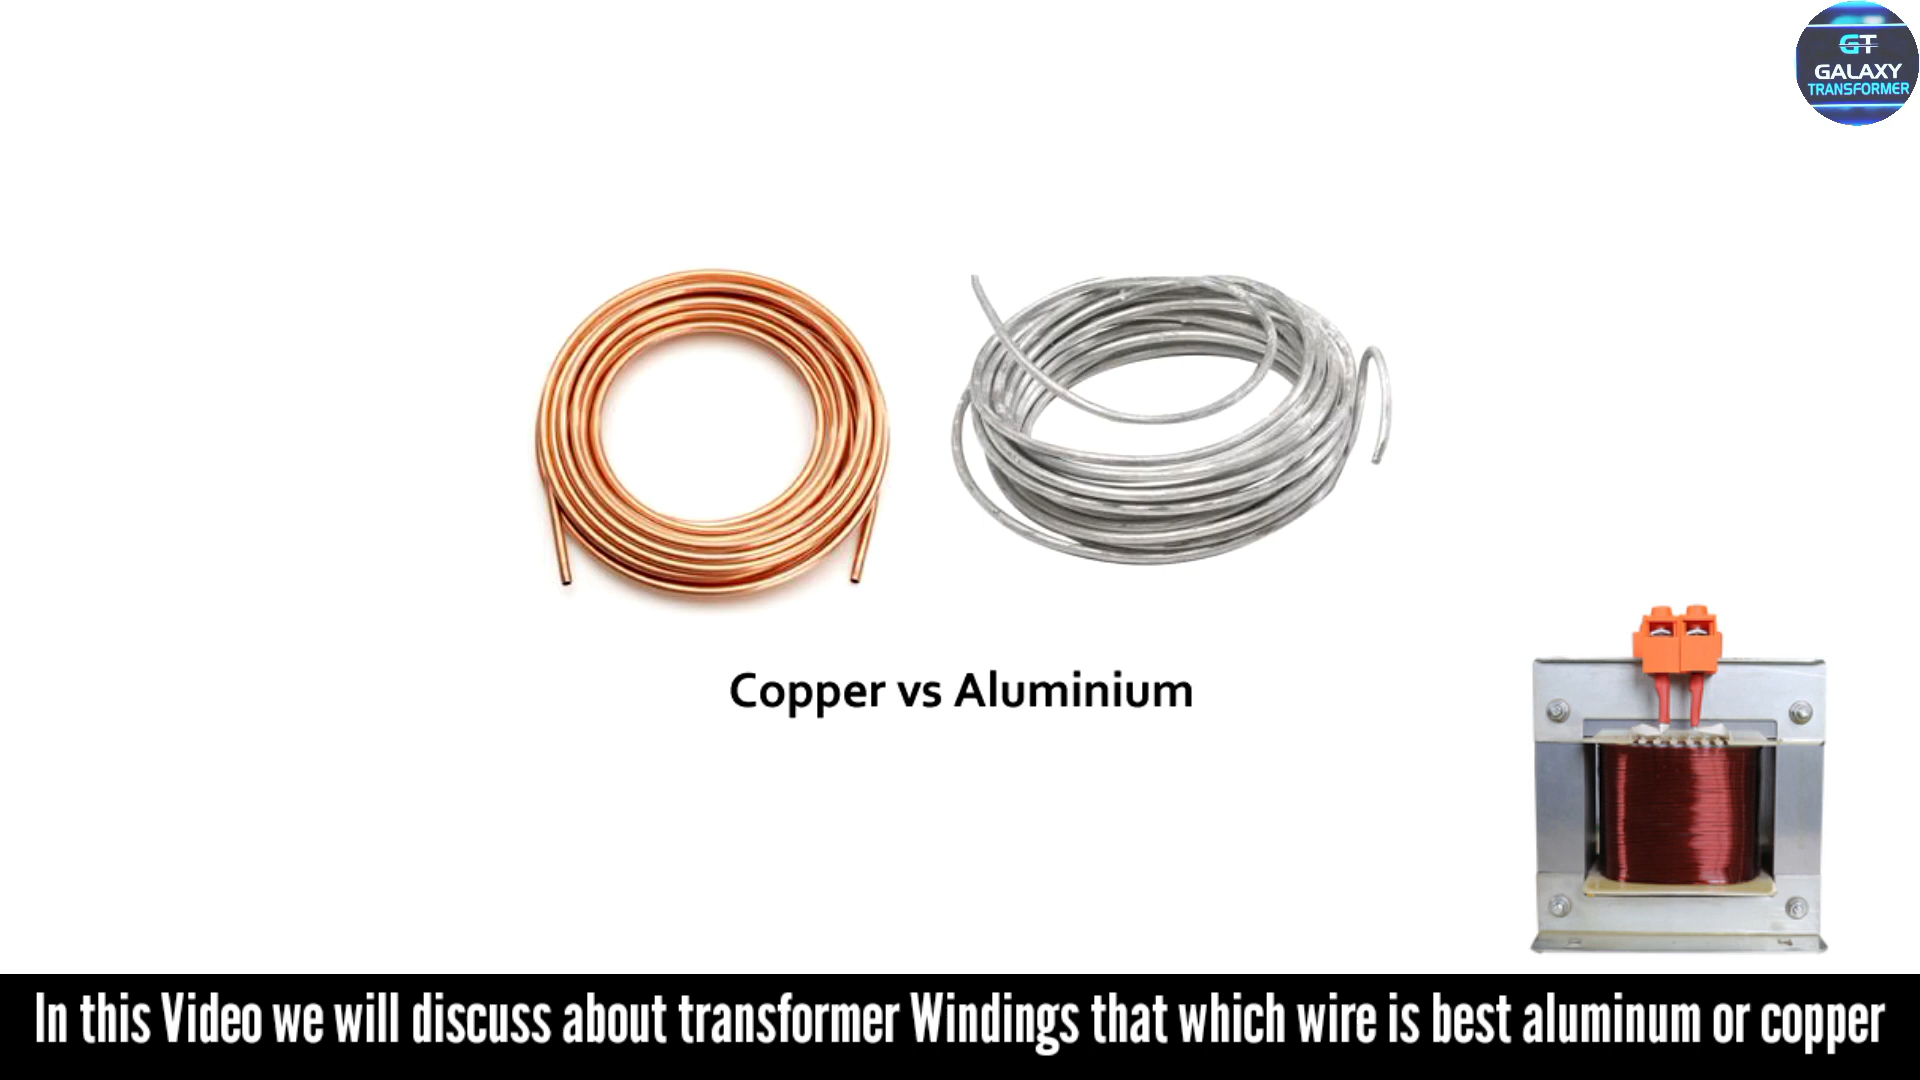 GT
GALAXY
TRANSFORMER
Copper vs Aluminium
In this Video we will discuss about transformer Windings that which wire is best aluminum or copper